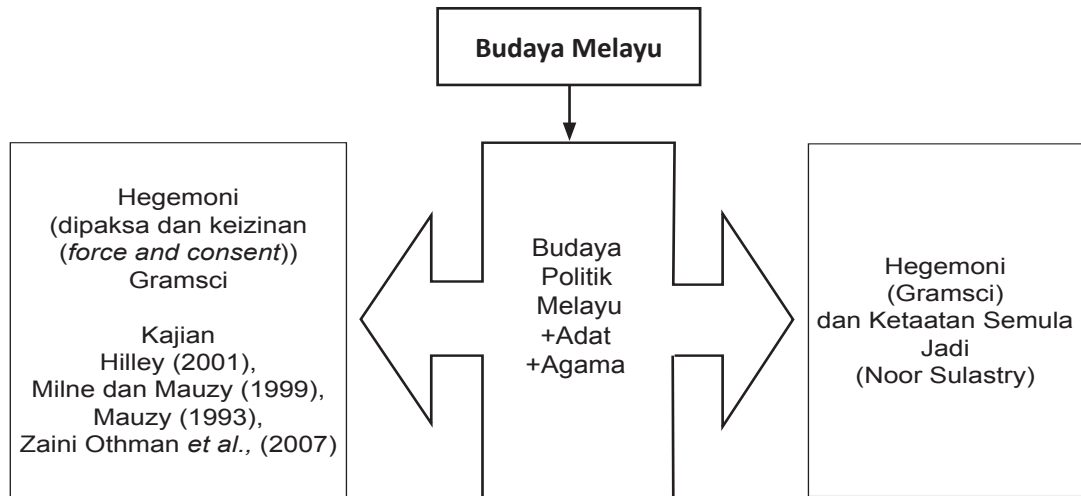 Budaya Melayu
Hegemoni
(dipaksa dan keizinan
(force and consent))
Gramsci
Kajian
Hilley (2001),
Milne dan Mauzy (1999),
Mauzy (1993),
Zaini Othman et al., (2007)
Budaya
Politik
Melayu
+Adat
+Agama
Hegemoni
(Gramsci)
dan Ketaatan Semula
Jadi
(Noor Sulastry)